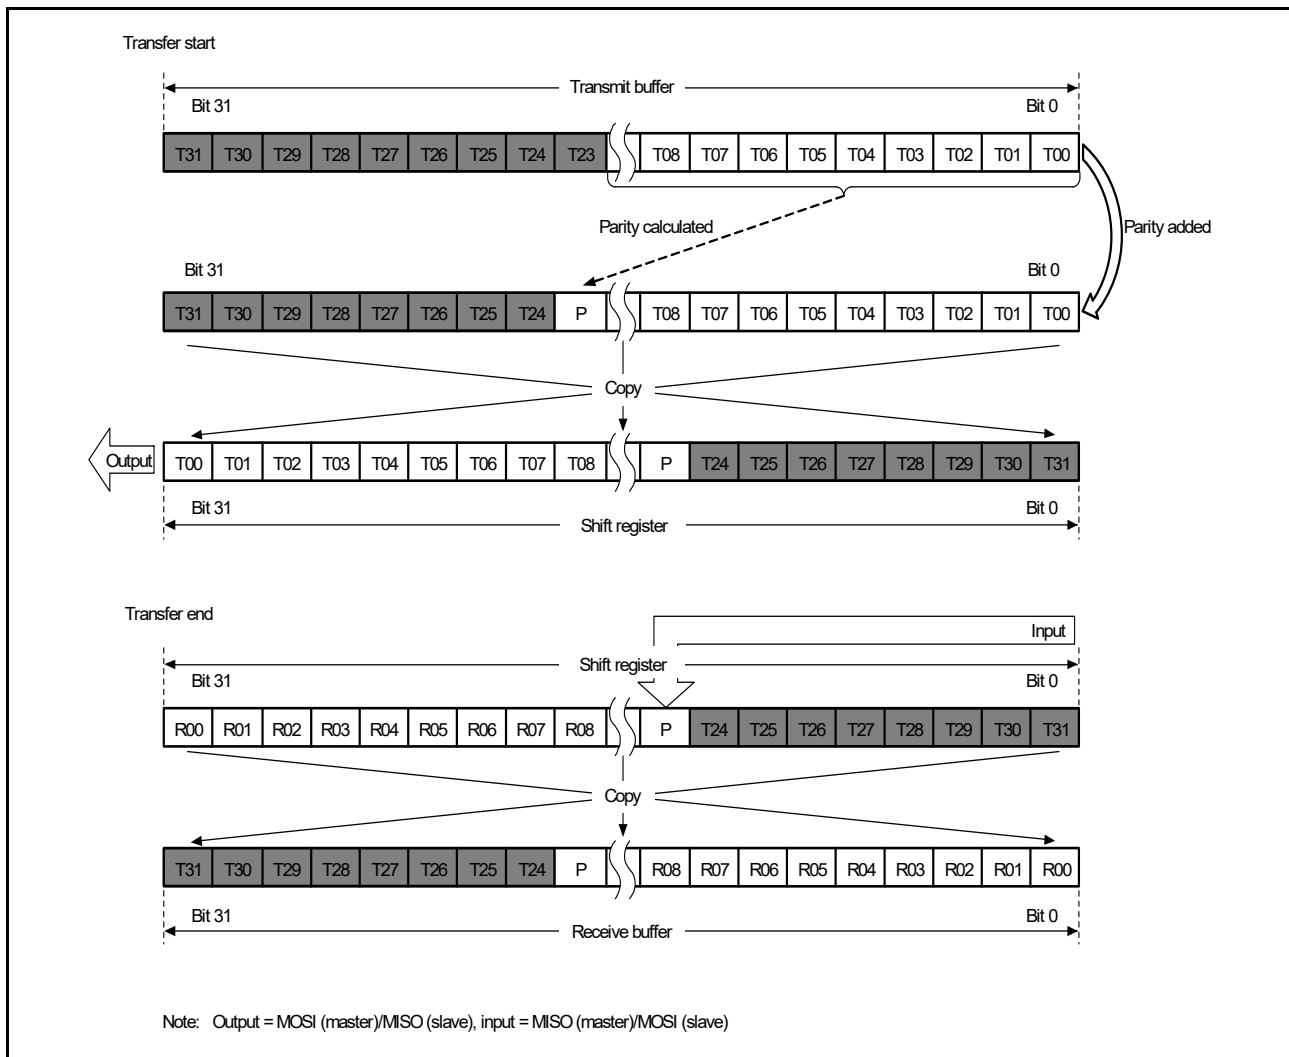 Transfer start
Transmit buffer
Bit 31 Bit 0
T31 T30 T29 T28 T27 T26 T25 T24 T23 T08 T07 T06 T05 T04 T03 T02 T01 T00
Parity calculated Parity added
Bit 31 Bit 0
T31 T30 T29 T28 T27 T26 T25 T24 P T08 T07 T06 T05 T04 T03 T02 T01 T00
Copy
Output T00 T01 T02 T03 T04 T05 T06 T07 T08 P T24 T25 T26 T27 T28 T29 T30 T31
Bit 31 Bit 0
Shift register
Transfer end
Input
Shift register
Bit 31 Bit 0
R00 R01 R02 R03 R04 R05 R06 R07 R08 P T24 T25 T26 T27 T28 T29 T30 T31
Copy
T31 T30 T29 T28 T27 T26 T25 T24 P R08 R07 R06 R05 R04 R03 R02 R01 R00
Bit 31 Bit 0
Receive buffer
Note: Output = MOSI (master)/MISO (slave), input = MISO (master)/MOSI (slave)